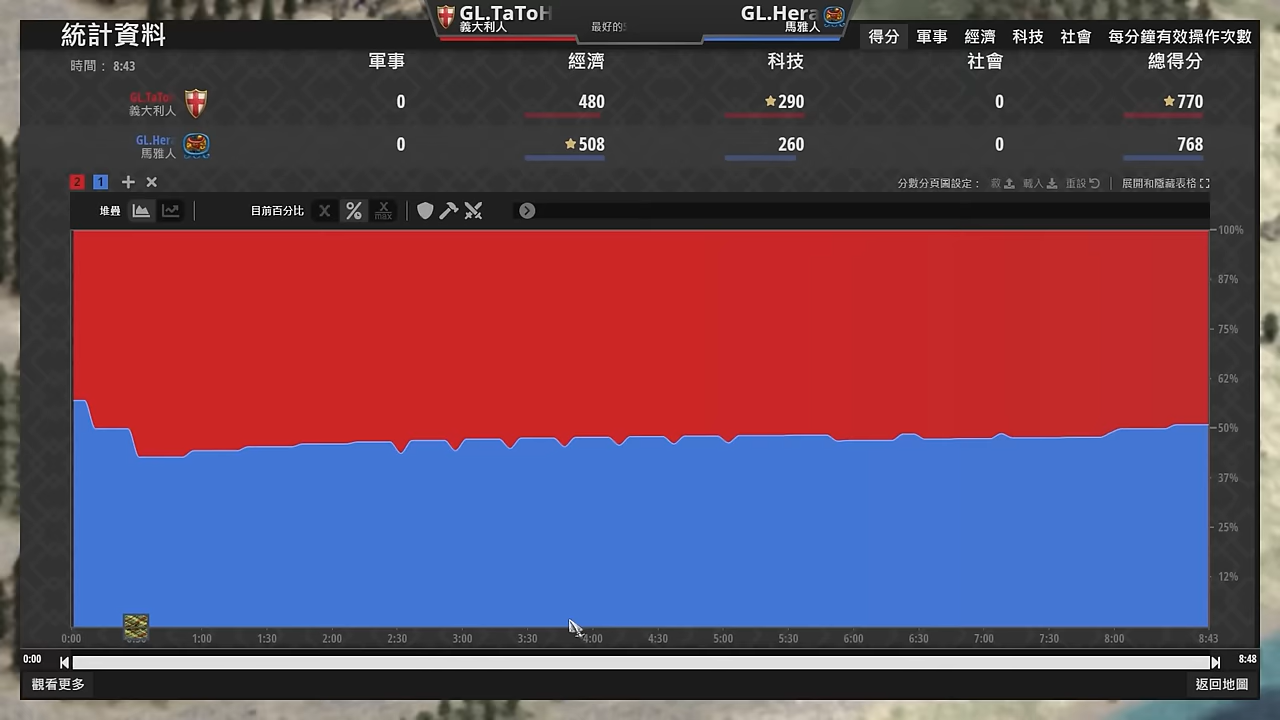 GL.TaToH
義大利人
最好的
GL.Hera
馬雅人
統計資料
得分 軍事 經濟 科技 社會 每分鐘有效操作次數
時間： 8:43
軍事 經濟 科技 社會 總得分
GL.TaTo
義大利人
0 480 290 0 770
GL.Her
馬雅人
0 508 260 0 768
2 1
分數分頁圖設定： 載入 重設 展開和隱藏表格
堆疊 目前百分比 X % X max
100%
87%
75%
62%
50%
37%
25%
12%
0:00 1:00 1:30 2:00 2:30 3:00 3:30 4:00 4:30 5:00 5:30 6:00 6:30 7:00 7:30 8:00 8:43
0:00 8:48
觀看更多 返回地圖